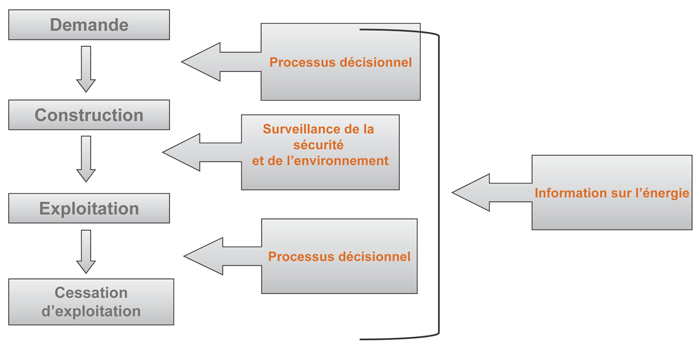 Demande
Processus décisionnel
Construction
Surveillance de la
sécurité
et de l'environnement
Information sur l'énergie
Exploitation
Processus décisionnel
Cessation
d'exploitation